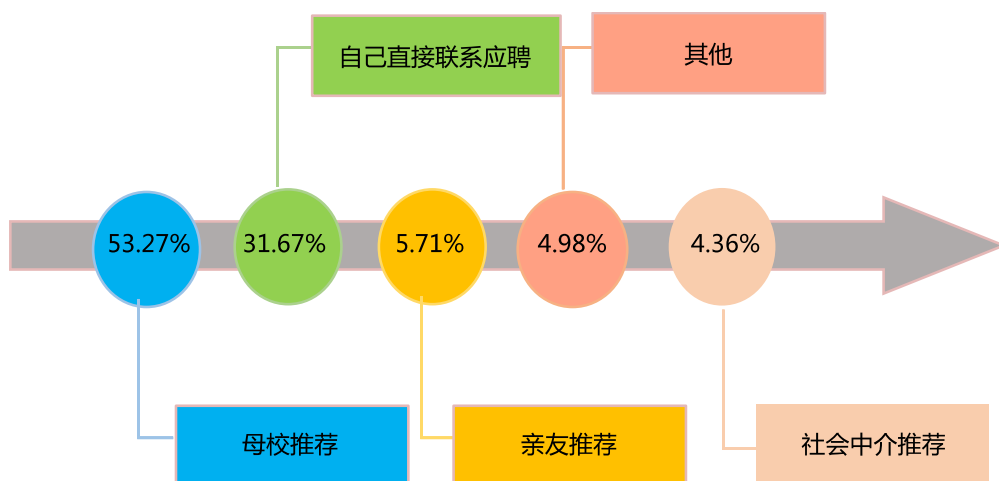 自己直接联系应聘
其他
53.27%
31.67%
5.71%
4.98%
4.36%
母校推荐
亲友推荐
社会中介推荐